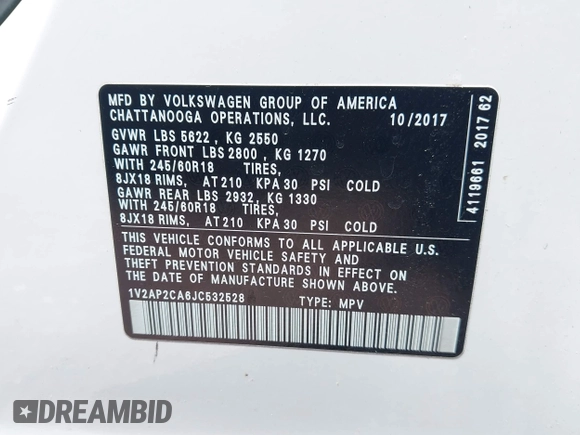 MFD BY VOLKSWAGEN GROUP OF AMERICA
CHATTANOOGA OPERATIONS, LLC. 10/2017
GVWR LBS 5622 , KG 2550
GAWR FRONT LBS 2800 , KG 1270
WITH 245/60R18 TIRES,
8JX18 RIMS, AT 210 KPA 30 PSI COLD
GAWR REAR LBS 2932, KG 1330
WITH 245/60R18 TIRES,
8JX18 RIMS, AT 210 KPA 30 PSI COLD
THIS VEHICLE CONFORMS TO ALL APPLICABLE U.S.
FEDERAL MOTOR VEHICLE SAFETY AND
THEFT PREVENTION STANDARDS IN EFFECT ON
THE DATE OF MANUFACTURE SHOWN ABOVE.
1V2AP2CA6JC532528 TYPE: MPV
4119661 2017 62
DREAMBID